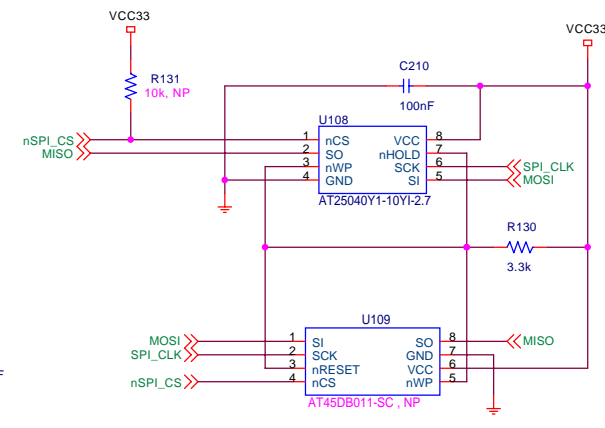 VCC33
VCC33
R131
10k, NP
C210
100nF
nSPI_CS
MISO
U108
1 nCS VCC 8
2 SO nHOLD 7
3 nWP SCK 6
4 GND SI 5
SPI_CLK
MOSI
AT25040Y1-10YI-2.7
R130
3.3k
U109
MOSI
SPI_CLK
nSPI_CS
1 SI SO 8
2 SCK GND 7
3 nRESET VCC 6
4 nCS nWP 5
MISO
AT45DB011-SC , NP
F